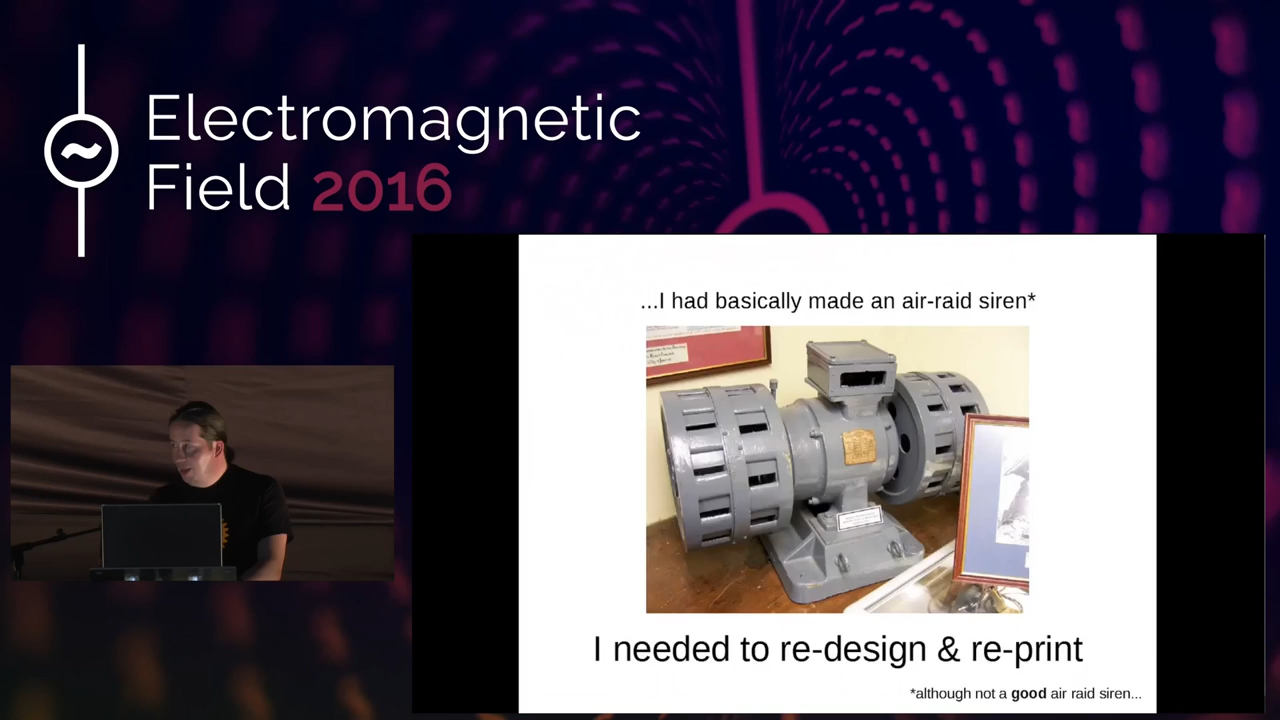 Electromagnetic
Field 2016
...I had basically made an air-raid siren*
I needed to re-design & re-print
*although not a good air raid siren...